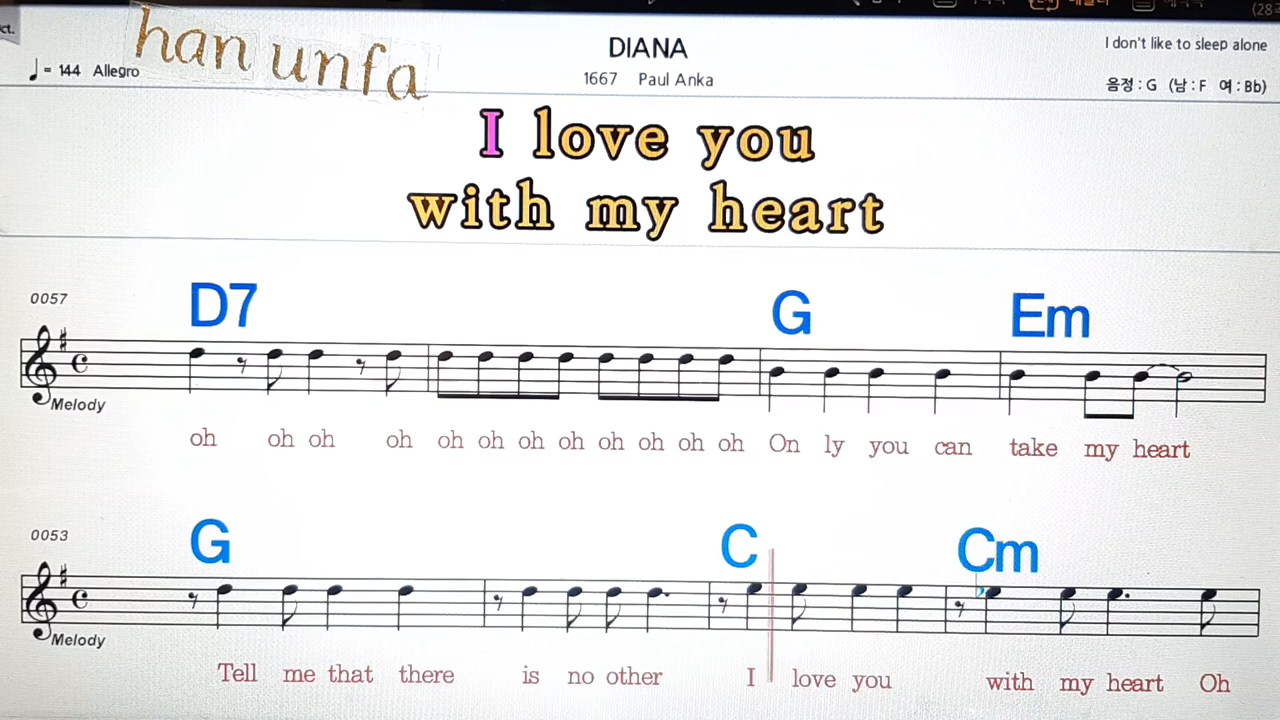 ct.
han unfa
♩= 144 Allegro
DIANA
1667 Paul Anka
I don't like to sleep alone
음정 : G (남 : F 여 : Bb)
I love you
with my heart
0057
D7 G Em
Melody
oh oh oh oh oh oh oh oh oh oh oh oh On ly you can take my heart
0053
G C Cm
Melody
Tell me that there is no other I love you with my heart Oh